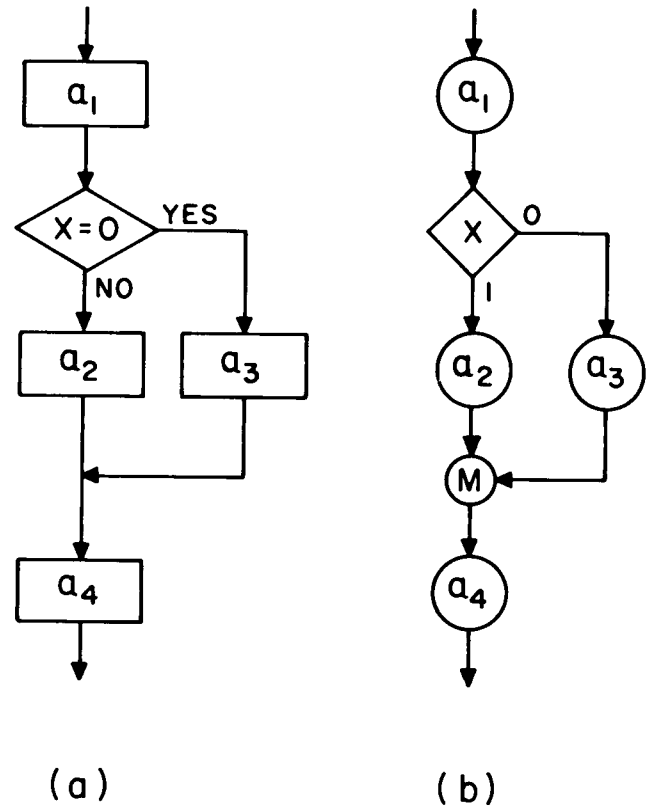 a₁
X=0
YES
NO
a₂
a₃
a₄
(a)
a₁
X
0
1
a₂
a₃
M
a₄
(b)